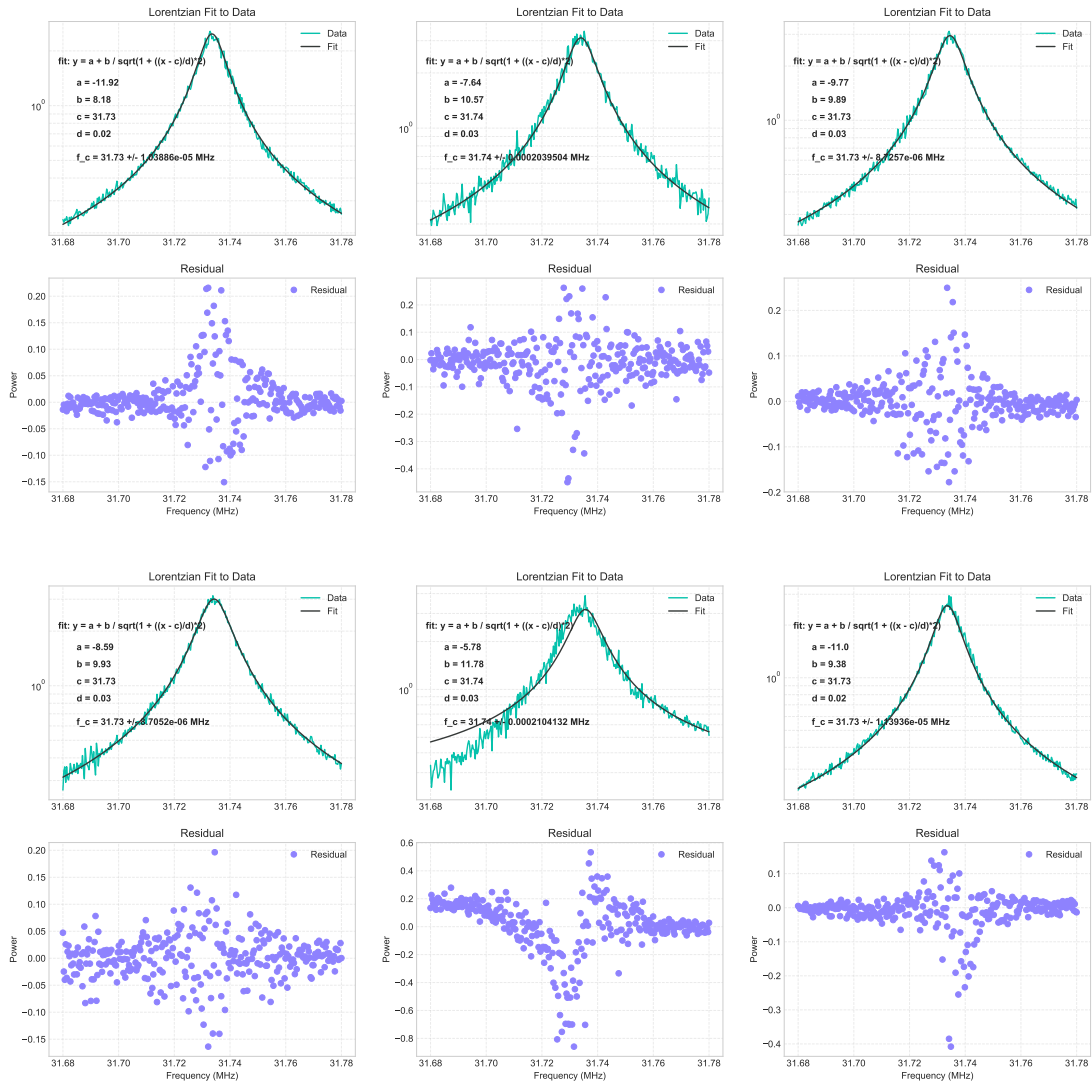 Lorentzian Fit to Data
Data
Fit
fit: y = a + b / sqrt(1 + ((x - c)/d)*2)
a = -11.92
b = 8.18
c = 31.73
d = 0.02
f_c = 31.73 +/- 1.03886e-05 MHz
10^0
31.68 31.70 31.72 31.74 31.76 31.78
Lorentzian Fit to Data
Data
Fit
fit: y = a + b / sqrt(1 + ((x - c)/d)*2)
a = -7.64
b = 10.57
c = 31.74
d = 0.03
f_c = 31.74 +/- 0.0002039504 MHz
10^0
31.68 31.70 31.72 31.74 31.76 31.78
Lorentzian Fit to Data
Data
Fit
fit: y = a + b / sqrt(1 + ((x - c)/d)*2)
a = -9.77
b = 9.89
c = 31.73
d = 0.03
10^0
f_c = 31.73 +/- MHz
31.68 31.70 31.72 31.74 31.76 31.78
Residual
Residual
Power
0.20
0.15
0.10
0.05
0.00
−0.05
−0.10
−0.15
31.68 31.70 31.72 31.74 31.76 31.78
Frequency (MHz)
Residual
Residual
Power
0.2
0.1
0.0
−0.1
−0.2
−0.3
−0.4
31.68 31.70 31.72 31.74 31.76 31.78
Frequency (MHz)
Residual
Residual
Power
0.2
0.1
0.0
−0.1
−0.2
31.68 31.70 31.72 31.74 31.76 31.78
Frequency (MHz)
Lorentzian Fit to Data
Data
Fit
fit: y = a + b / sqrt(1 + ((x - c)/d)*2)
a = -8.59
b = 9.93
c = 31.73
d = 0.03
10^0
f_c = 31.73 +/- MHz
31.68 31.70 31.72 31.74 31.76 31.78
Lorentzian Fit to Data
Data
Fit
fit: y = a + b / sqrt(1 + ((x - c)/d)*2)
a = -5.78
b = 11.78
c = 31.74
d = 0.03
10^0
f_c = 31.74 +/- 0.0002104132 MHz
31.68 31.70 31.72 31.74 31.76 31.78
Lorentzian Fit to Data
Data
Fit
fit: y = a + b / sqrt(1 + ((x - c)/d)*2)
a = -11.0
b = 9.38
c = 31.73
d = 0.02
10^0
f_c = 31.73 +/- MHz
31.68 31.70 31.72 31.74 31.76 31.78
Residual
Residual
Power
0.20
0.15
0.10
0.05
0.00
−0.05
−0.10
−0.15
31.68 31.70 31.72 31.74 31.76 31.78
Frequency (MHz)
Residual
Residual
Power
0.6
0.4
0.2
0.0
−0.2
−0.4
−0.6
−0.8
31.68 31.70 31.72 31.74 31.76 31.78
Frequency (MHz)
Residual
Residual
Power
0.1
0.0
−0.1
−0.2
−0.3
−0.4
31.68 31.70 31.72 31.74 31.76 31.78
Frequency (MHz)